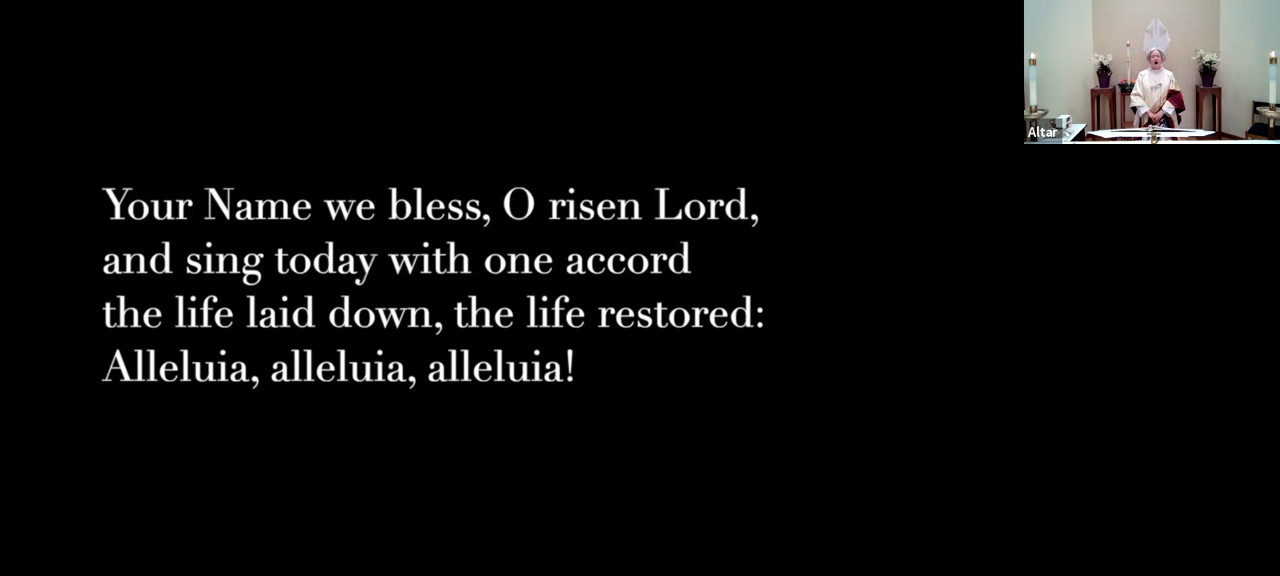 Your Name we bless, O risen Lord,
and sing today with one accord
the life laid down, the life restored:
Alleluia, alleluia, alleluia!
Altar